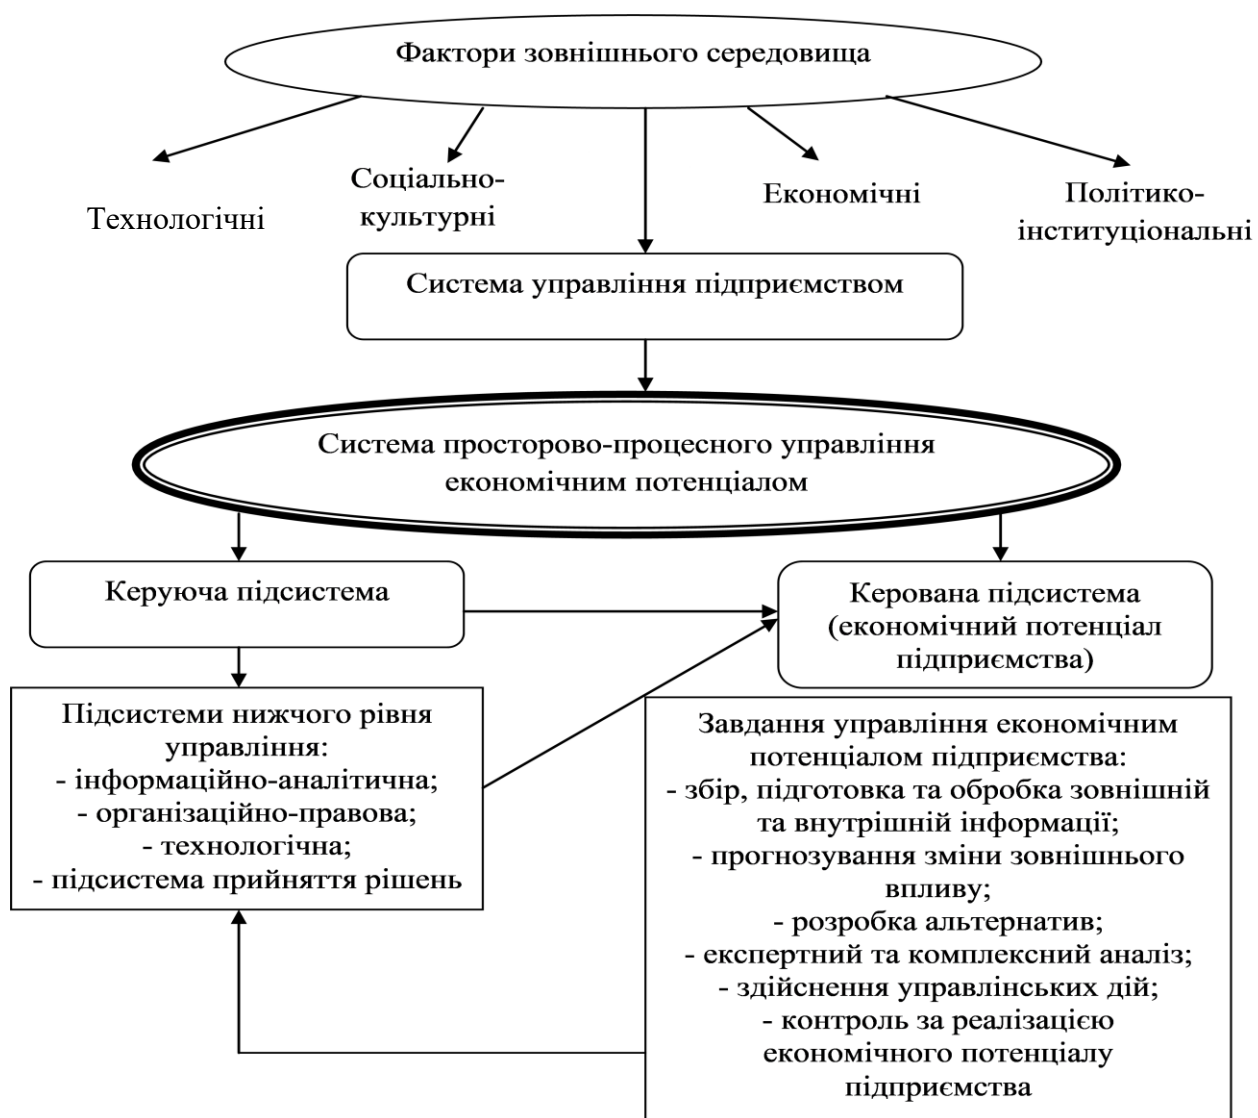 Фактори зовнішнього середовища
Технологічні
Соціально-
культурні
Економічні
Політико-
інституціональні
Система управління підприємством
Система просторово-процесного управління
економічним потенціалом
Керуюча підсистема
Керована підсистема
(економічний потенціал
підприємства)
Підсистеми нижчого рівня
управління:
- інформаційно-аналітична;
- організаційно-правова;
- технологічна;
- підсистема прийняття рішень
Завдання управління економічним
потенціалом підприємства:
- збір, підготовка та обробка зовнішній
та внутрішній інформації;
- прогнозування зміни зовнішнього
впливу;
- розробка альтернатив;
- експертний та комплексний аналіз;
- здійснення управлінських дій;
- контроль за реалізацією
економічного потенціалу
підприємства